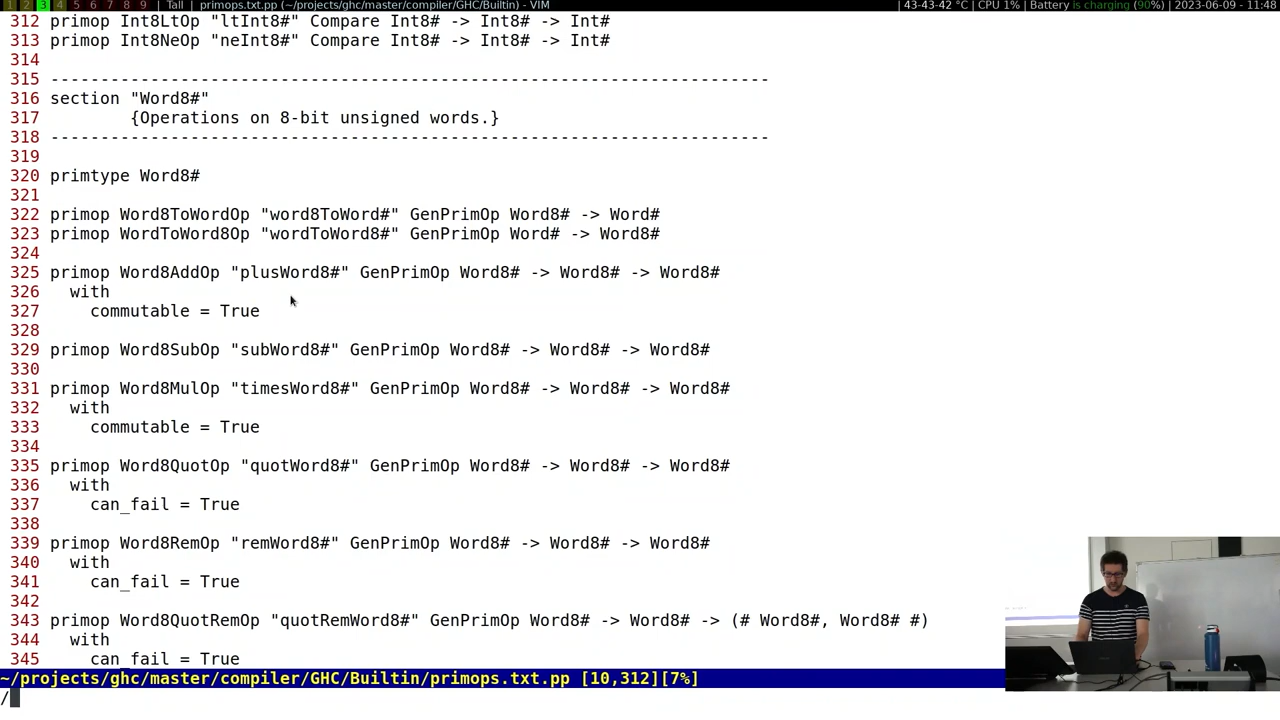 1 2 3 4 5 6 7 8 9 | Tall | primops.txt.pp (~/projects/ghc/master/compiler/GHC/Builtin) - VIM | 43-43-42 °C | CPU 1% | Battery is charging (90%) | 2023-06-09 - 11:48
312 primop Int8LtOp "ltInt8#" Compare Int8# -> Int8# -> Int#
313 primop Int8NeOp "neInt8#" Compare Int8# -> Int8# -> Int#
314
315 ------------------------------------------------------------------------
316 section "Word8#"
317         {Operations on 8-bit unsigned words.}
318 ------------------------------------------------------------------------
319
320 primtype Word8#
321
322 primop Word8ToWordOp "word8ToWord#" GenPrimOp Word8# -> Word#
323 primop WordToWord8Op "wordToWord8#" GenPrimOp Word# -> Word8#
324
325 primop Word8AddOp "plusWord8#" GenPrimOp Word8# -> Word8# -> Word8#
326   with
327     commutable = True
328
329 primop Word8SubOp "subWord8#" GenPrimOp Word8# -> Word8# -> Word8#
330
331 primop Word8MulOp "timesWord8#" GenPrimOp Word8# -> Word8# -> Word8#
332   with
333     commutable = True
334
335 primop Word8QuotOp "quotWord8#" GenPrimOp Word8# -> Word8# -> Word8#
336   with
337     can_fail = True
338
339 primop Word8RemOp "remWord8#" GenPrimOp Word8# -> Word8# -> Word8#
340   with
341     can_fail = True
342
343 primop Word8QuotRemOp "quotRemWord8#" GenPrimOp Word8# -> Word8# -> (# Word8#, Word8# #)
344   with
345     can_fail = True
~/projects/ghc/master/compiler/GHC/Builtin/primops.txt.pp [10,312][7%]
/